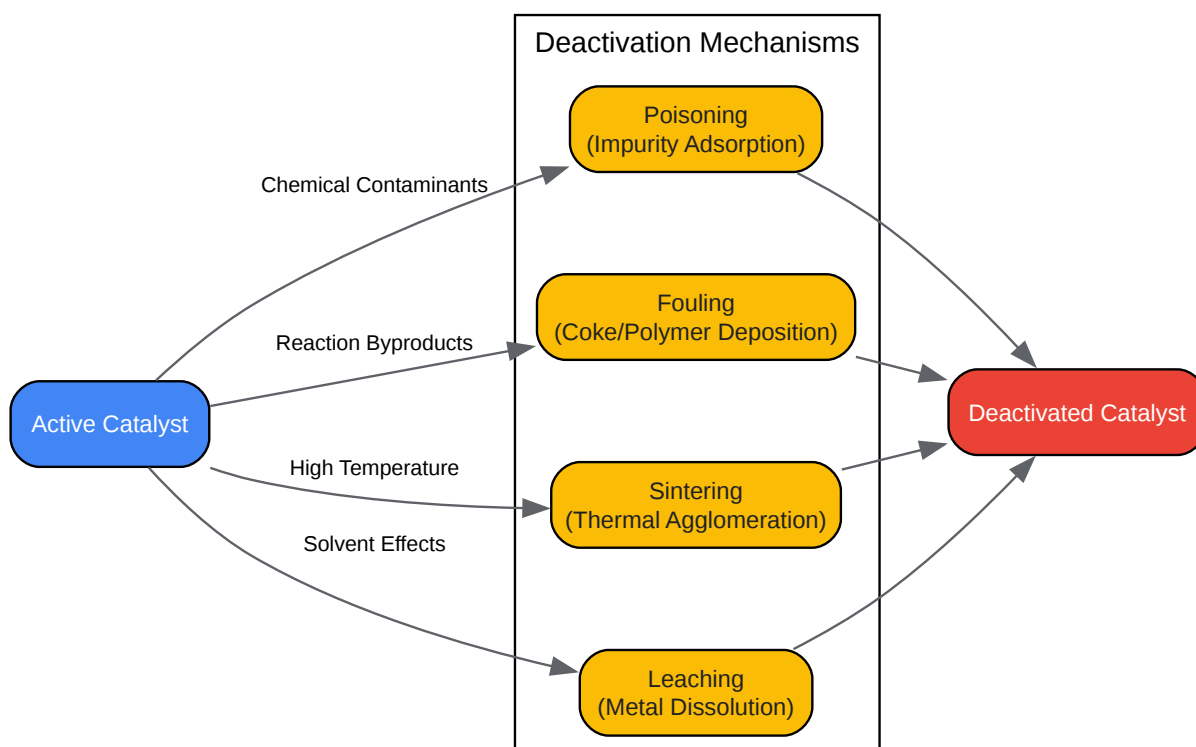 Deactivation Mechanisms
Poisoning
(Impurity Adsorption)
Chemical Contaminants
Fouling
(Coke/Polymer Deposition)
Reaction Byproducts
Active Catalyst
Deactivated Catalyst
High Temperature
Sintering
(Thermal Agglomeration)
Solvent Effects
Leaching
(Metal Dissolution)